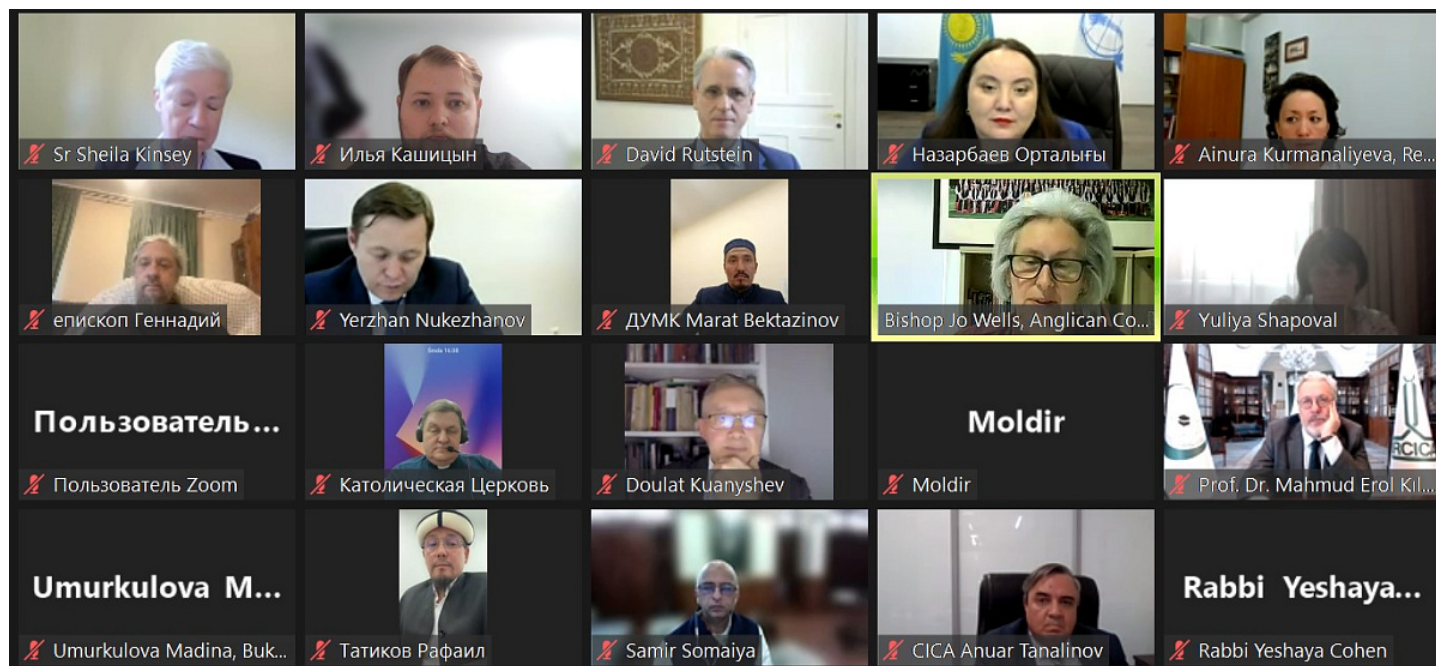 Sr Sheila Kinsey
Илья Кашицын
David Rutstein
Назарбаев Орталығы
Ainura Kurmanaliyeva, Re...
епископ Геннадий
Yerzhan Nukezhanov
ДУМК Marat Bektazinov
Bishop Jo Wells, Anglican Co...
Yuliya Shapoval
Пользователь...
Пользователь Zoom
Католическая Церковь
Doulat Kuanyshev
Moldir
Moldir
RCICA
Prof. Dr. Mahmud Erol Kıl...
Umurkulova M...
Umurkulova Madina, Buk...
Татиков Рафаил
Samir Somaiya
CICA Anuar Tanalinov
Rabbi Yeshaya...
Rabbi Yeshaya Cohen